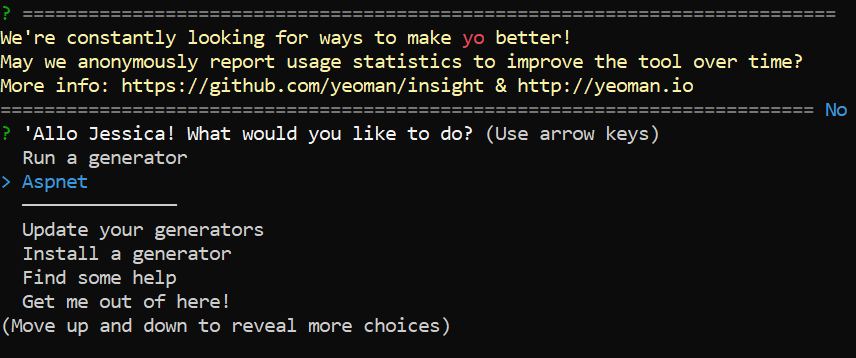 ? ==========================================================================
We're constantly looking for ways to make yo better!
May we anonymously report usage statistics to improve the tool over time?
More info: https://github.com/yeoman/insight & http://yeoman.io
========================================================================== No
? 'Allo Jessica! What would you like to do? (Use arrow keys)
Run a generator
> Aspnet
──────────────
Update your generators
Install a generator
Find some help
Get me out of here!
(Move up and down to reveal more choices)